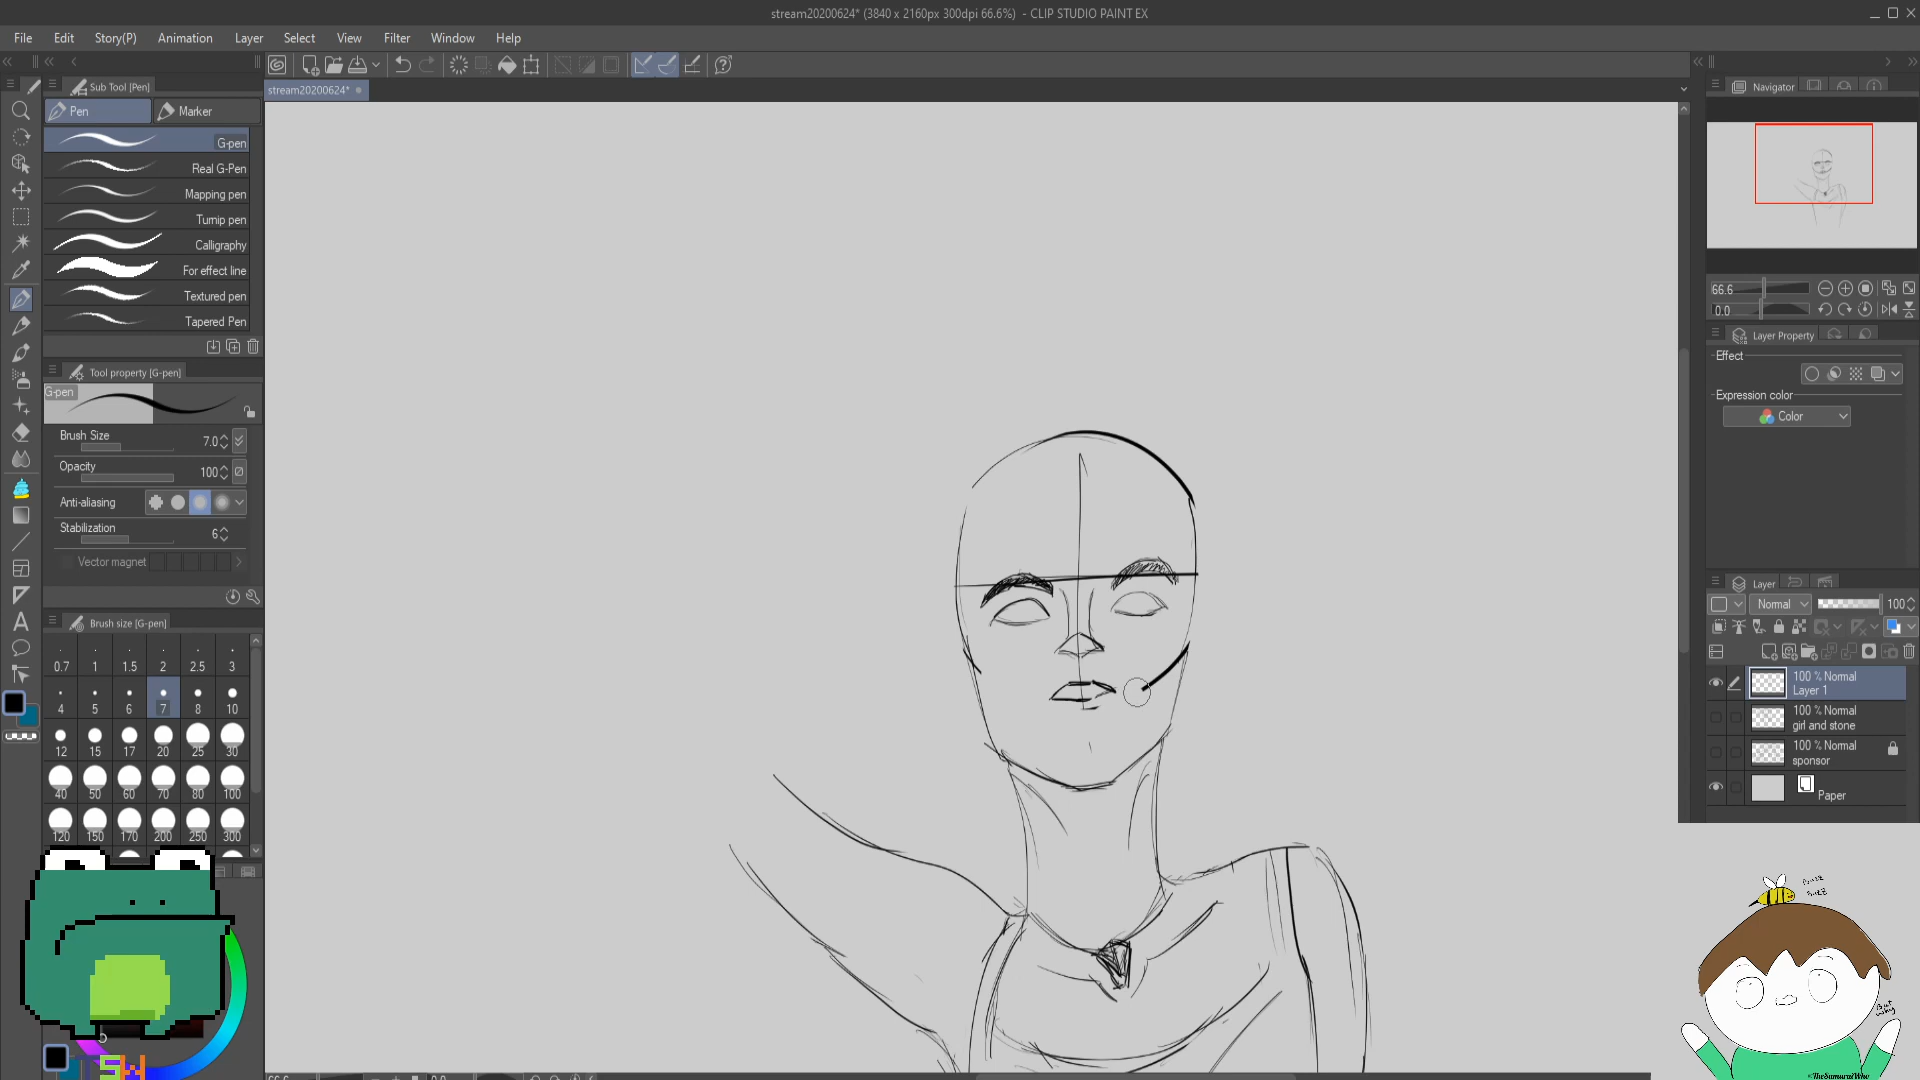 stream20200624* (3840 x 2160px 300dpi 66.6%) - CLIP STUDIO PAINT EX
File Edit Story(P) Animation Layer Select View Filter Window Help
Sub Tool [Pen]
stream20200624*
Navigator
Pen Marker
G-pen
Real G-Pen
Mapping pen
Turnip pen
Calligraphy
For effect line
Textured pen
Tapered Pen
66.6
0.0
Layer Property
Effect
Expression color
Color
Tool property [G-pen]
G-pen
Brush Size 7.0
Opacity 100
Anti-aliasing
Stabilization 6
Vector magnet
Brush size [G-pen]
0.7 1 1.5 2 2.5 3
4 5 6 7 8 10
12 15 17 20 25 30
40 50 60 70 80 100
120 150 170 200 250 300
Layer
Normal 100
100 % Normal
Layer 1
100 % Normal
girl and stone
100 % Normal
sponsor
Paper
BUZZ
BUZZ
But
why
©TheSamuraiWho
SW